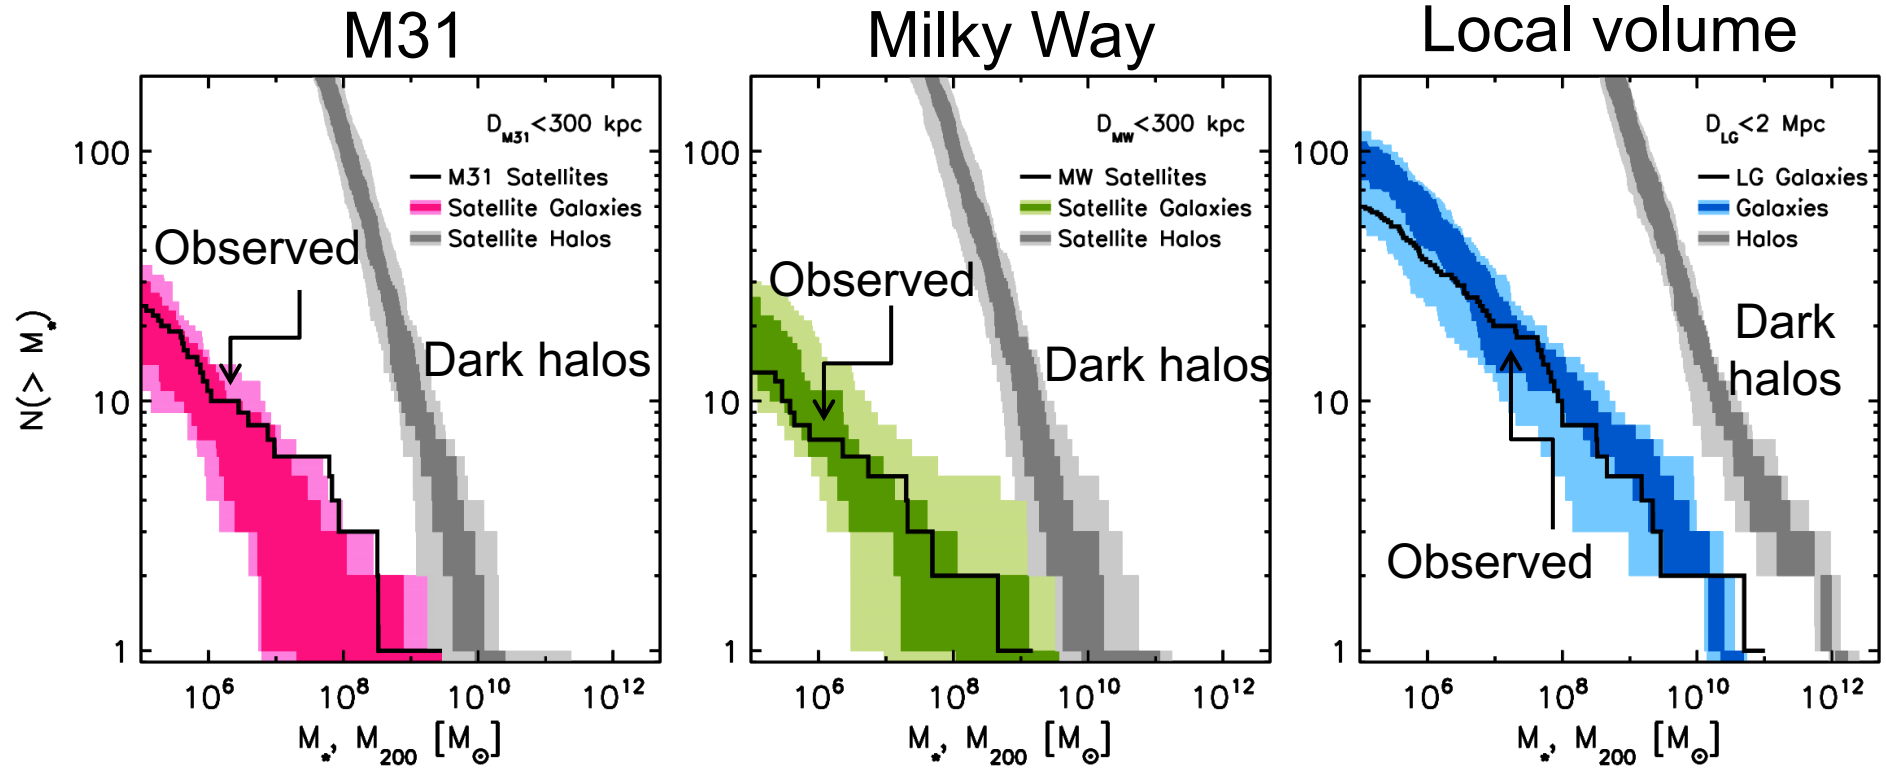 M31
Milky Way
Local volume
N(> M*)
100
10
1
D_M31<300 kpc
M31 Satellites
Satellite Galaxies
Satellite Halos
Observed
Dark halos
10^6
10^8
10^10
10^12
M*, M200 [M☉]
100
10
1
D_MW<300 kpc
MW Satellites
Satellite Galaxies
Satellite Halos
Observed
Dark halos
10^6
10^8
10^10
10^12
M*, M200 [M☉]
100
10
1
D_LG<2 Mpc
LG Galaxies
Galaxies
Halos
Dark
halos
Observed
10^6
10^8
10^10
10^12
M*, M200 [M☉]